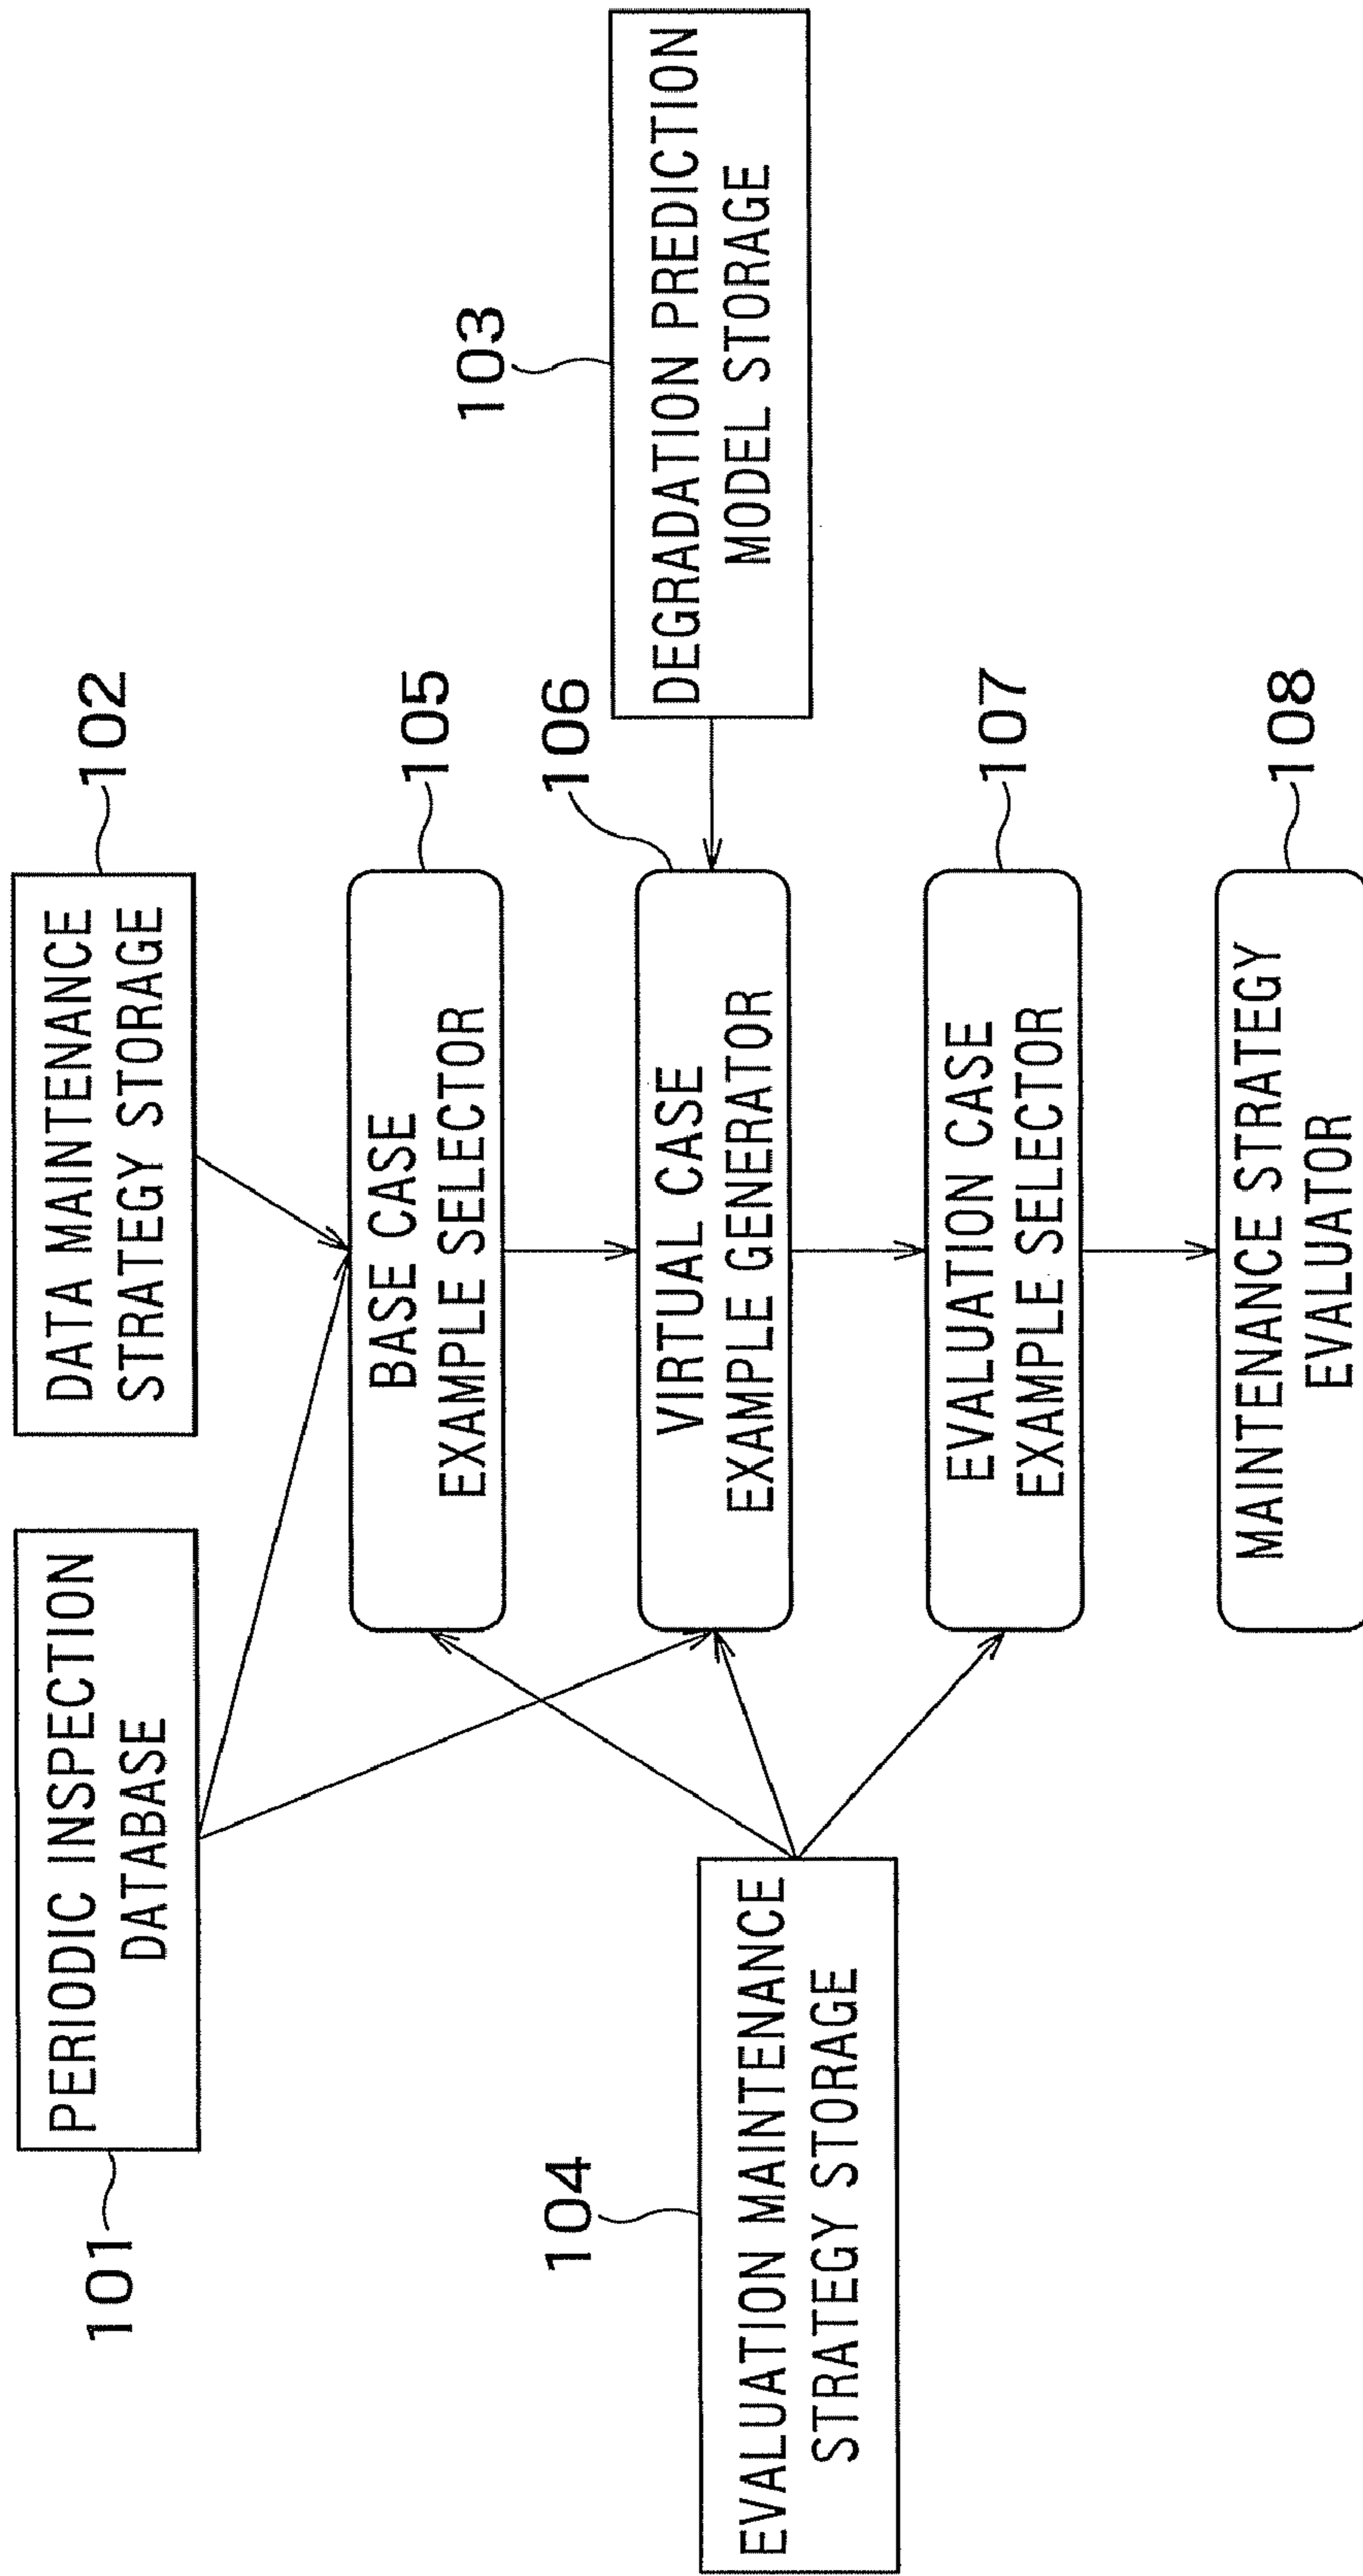 101
PERIODIC INSPECTION
DATABASE
102
DATA MAINTENANCE
STRATEGY STORAGE
105
BASE CASE
EXAMPLE SELECTOR
103
DEGRADATION PREDICTION
MODEL STORAGE
106
VIRTUAL CASE
EXAMPLE GENERATOR
104
EVALUATION MAINTENANCE
STRATEGY STORAGE
107
EVALUATION CASE
EXAMPLE SELECTOR
108
MAINTENANCE STRATEGY
EVALUATOR